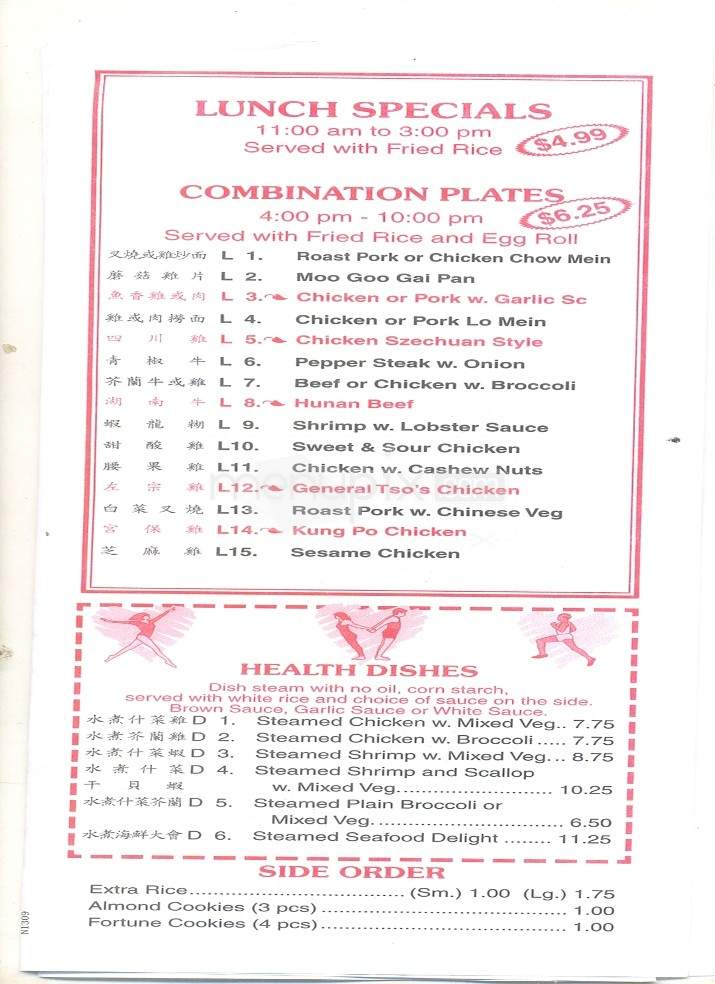 LUNCH SPECIALS
11:00 am to 3:00 pm
Served with Fried Rice $4.99
COMBINATION PLATES
4:00 pm - 10:00 pm $6.25
Served with Fried Rice and Egg Roll
叉燒或雞炒面 L 1. Roast Pork or Chicken Chow Mein
蘑菇雞片 L 2. Moo Goo Gai Pan
魚香雞或肉 L 3. Chicken or Pork w. Garlic Sc
雞或肉撈面 L 4. Chicken or Pork Lo Mein
四川雞 L 5. Chicken Szechuan Style
青椒牛 L 6. Pepper Steak w. Onion
芥蘭牛或雞 L 7. Beef or Chicken w. Broccoli
湖南牛 L 8. Hunan Beef
蝦龍糊 L 9. Shrimp w. Lobster Sauce
甜酸雞 L10. Sweet & Sour Chicken
腰果雞 L11. Chicken w. Cashew Nuts
左宗雞 L12. General Tso's Chicken
白菜叉燒 L13. Roast Pork w. Chinese Veg
宮保雞 L14. Kung Po Chicken
芝麻雞 L15. Sesame Chicken
menupix.com
HEALTH DISHES
Dish steam with no oil, corn starch,
served with white rice and choice of sauce on the side.
Brown Sauce, Garlic Sauce or White Sauce.
水煮什菜雞 D 1. Steamed Chicken w. Mixed Veg.. 7.75
水煮芥蘭雞 D 2. Steamed Chicken w. Broccoli ..... 7.75
水煮什菜蝦 D 3. Steamed Shrimp w. Mixed Veg... 8.75
水煮什菜 D 4. Steamed Shrimp and Scallop
干貝蝦 w. Mixed Veg........................ 10.25
水煮什菜芥蘭 D 5. Steamed Plain Broccoli or
Mixed Veg. ............................. 6.50
水煮海鮮大會 D 6. Steamed Seafood Delight ........ 11.25
SIDE ORDER
Extra Rice................................. (Sm.) 1.00 (Lg.) 1.75
Almond Cookies (3 pcs) ...................................... 1.00
Fortune Cookies (4 pcs)...................................... 1.00
N1309